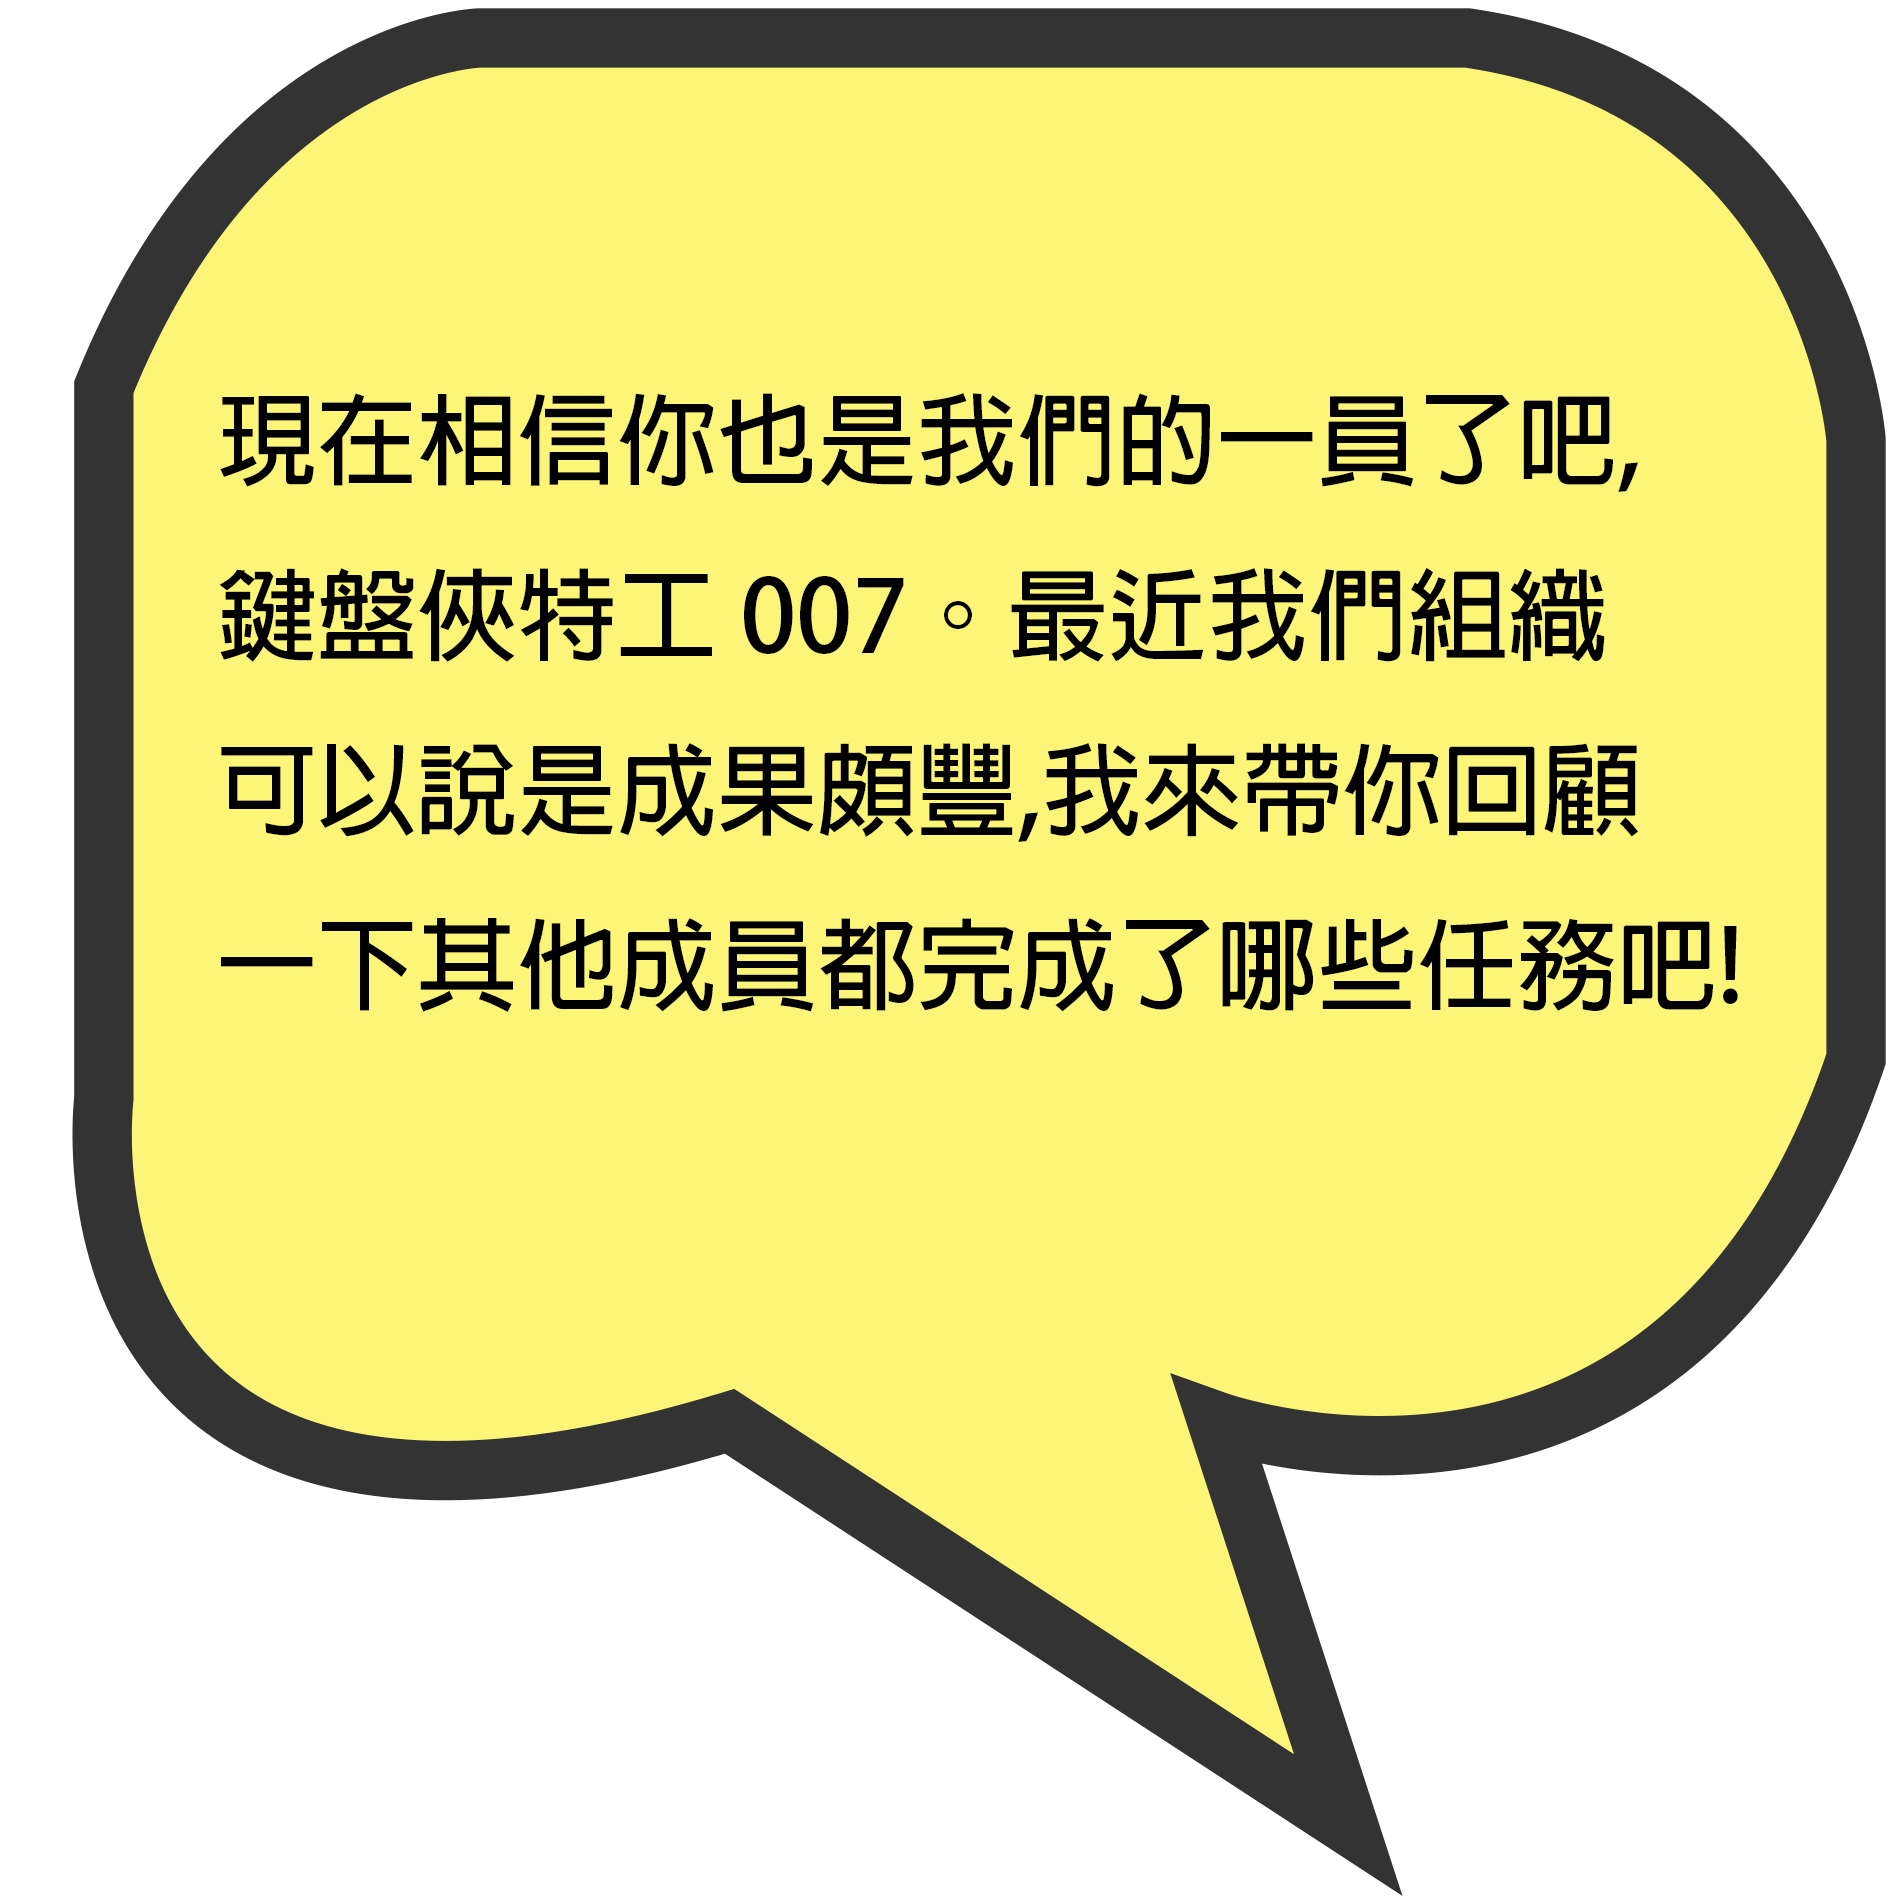 現在相信你也是我們的一員了吧,
鍵盤俠特工 007。最近我們組織
可以說是成果頗豐,我來帶你回顧
一下其他成員都完成了哪些任務吧!